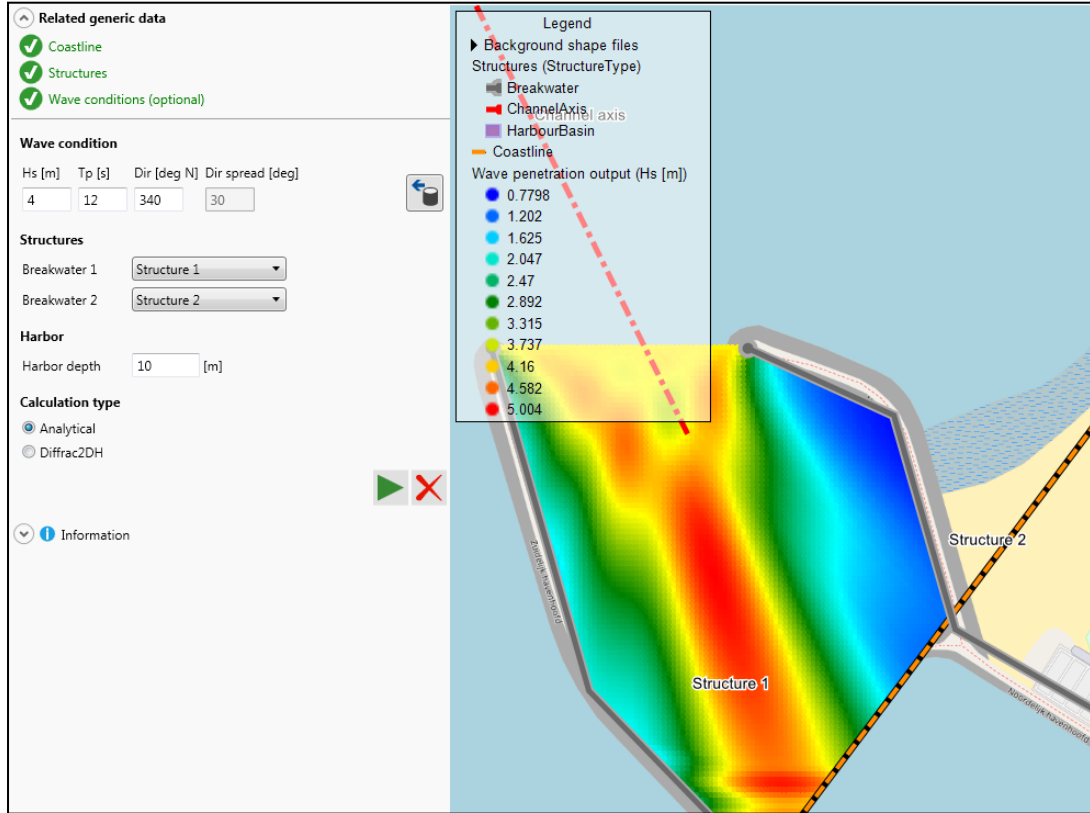 Related generic data
Coastline
Structures
Wave conditions (optional)
Wave condition
Hs [m] Tp [s] Dir [deg N] Dir spread [deg]
4 12 340 30
Structures
Breakwater 1 Structure 1
Breakwater 2 Structure 2
Harbor
Harbor depth 10 [m]
Calculation type
Analytical
Diffrac2DH
Information
Legend
Background shape files
Structures (StructureType)
Breakwater
ChannelAxis
Channel axis
HarbourBasin
Coastline
Wave penetration output (Hs [m])
0.7798
1.202
1.625
2.047
2.47
2.892
3.315
3.737
4.16
4.582
5.004
Structure 2
Zuidelijk havenhoofd
Structure 1
Noordelijk havenhoofd